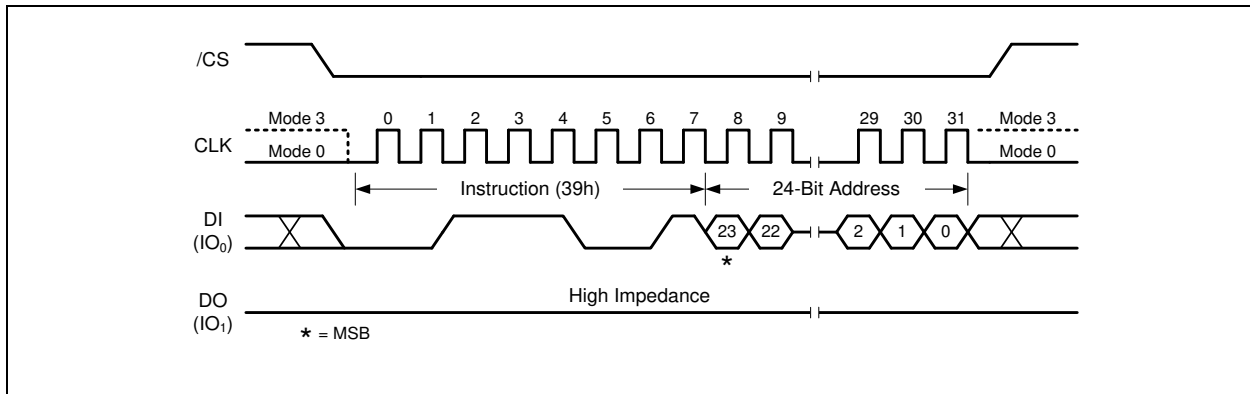 /CS
Mode 3 0 1 2 3 4 5 6 7 8 9 29 30 31 Mode 3
CLK
Mode 0 Mode 0
Instruction (39h) 24-Bit Address
DI
(IO₀)
23 22 2 1 0
*
High Impedance
DO
(IO₁)
* = MSB